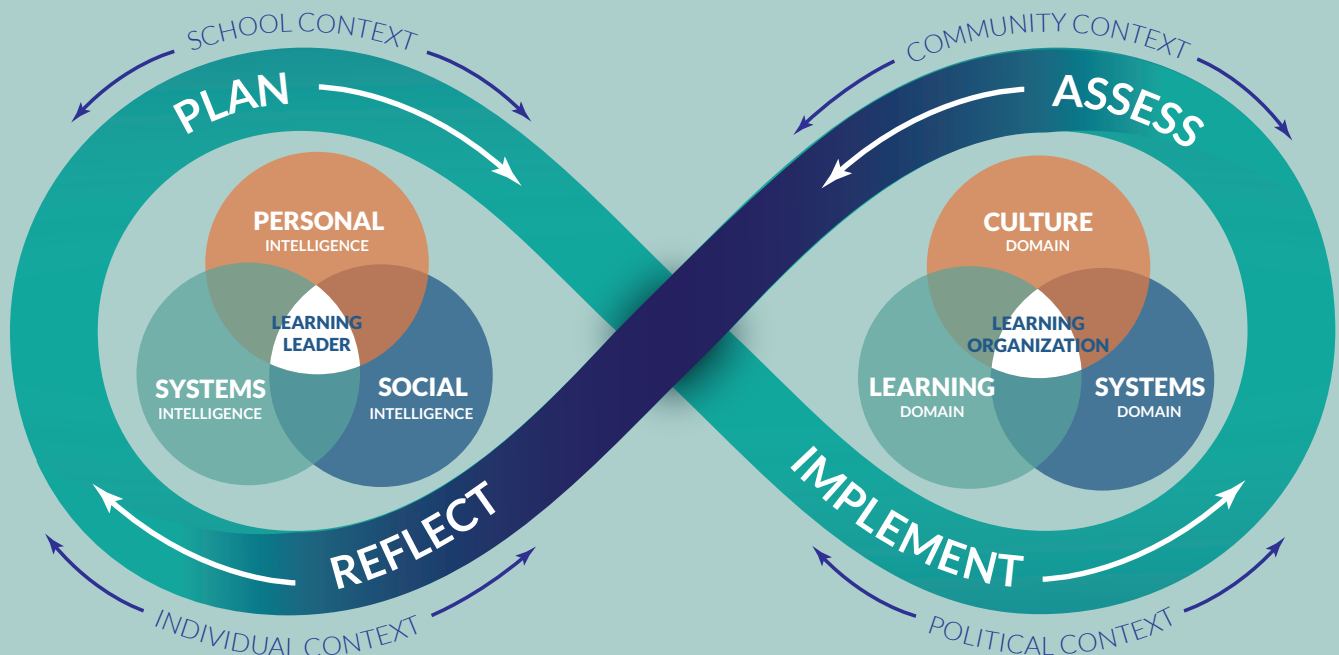 SCHOOL CONTEXT
PLAN
PERSONAL
INTELLIGENCE
LEARNING
LEADER
SYSTEMS
INTELLIGENCE
SOCIAL
INTELLIGENCE
REFLECT
INDIVIDUAL CONTEXT
COMMUNITY CONTEXT
ASSESS
CULTURE
DOMAIN
LEARNING
ORGANIZATION
LEARNING
DOMAIN
SYSTEMS
DOMAIN
IMPLEMENT
POLITICAL CONTEXT